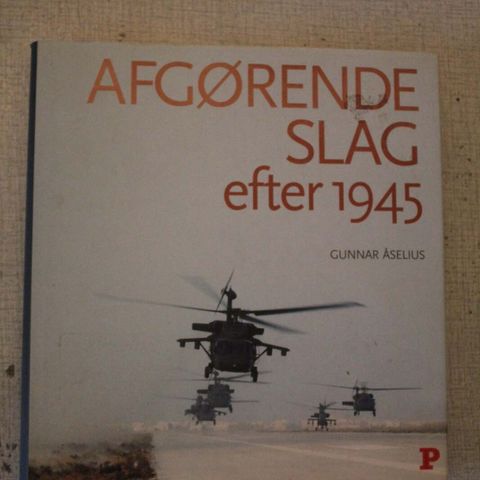 AFGØRENDE
SLAG
efter 1945
GUNNAR ÅSELIUS
P